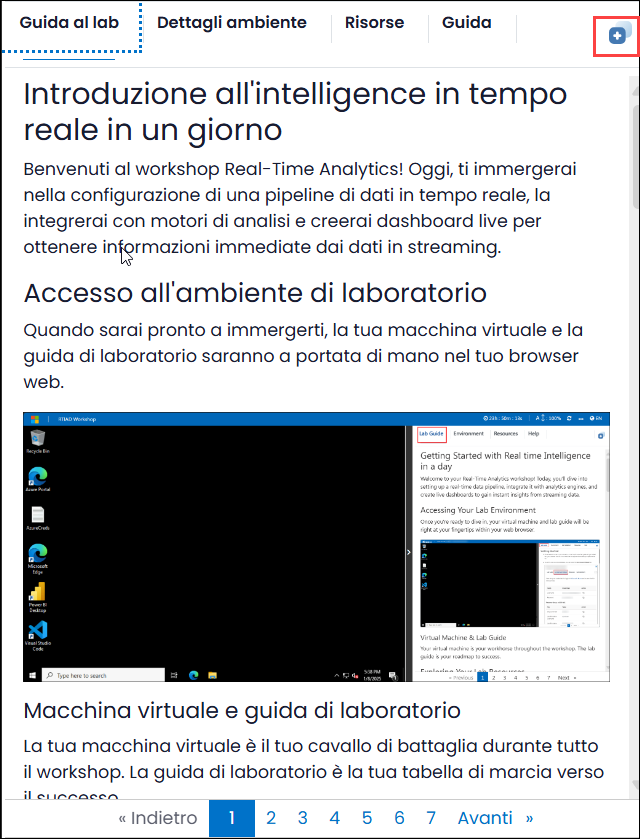 Guida al lab
Dettagli ambiente
Risorse
Guida
Introduzione all'intelligence in tempo
reale in un giorno
Benvenuti al workshop Real-Time Analytics! Oggi, ti immergerai
nella configurazione di una pipeline di dati in tempo reale, la
integrerai con motori di analisi e creerai dashboard live per
ottenere informazioni immediate dai dati in streaming.
Accesso all'ambiente di laboratorio
Quando sarai pronto a immergerti, la tua macchina virtuale e la
guida di laboratorio saranno a portata di mano nel tuo browser
web.
RTIAD Workshop
A 100% EN
Lab Guide
Environment
Resources
Help
Recycle Bin
Azure Portal
AzureCreds
Microsoft
Edge
Power BI
Desktop
Visual Studio
Code
Getting Started with Real time Intelligence
in a day
Welcome to your Real-Time Analytics workshop! Today, you'll dive into
setting up a real-time data pipeline, integrate it with analytics engines, and
create live dashboards to gain instant insights from streaming data.
Accessing Your Lab Environment
Once you're ready to dive in, your virtual machine and lab guide will be
right at your fingertips within your web browser.
Virtual Machine & Lab Guide
Your virtual machine is your workhorse throughout the workshop. The lab
guide is your roadmap to success.
Exploring Your Lab Resources
Type here to search
« Previous 1 2 3 4 5 6 7 Next »
Macchina virtuale e guida di laboratorio
La tua macchina virtuale è il tuo cavallo di battaglia durante tutto
il workshop. La guida di laboratorio è la tua tabella di marcia verso
il successo.
« Indietro 1 2 3 4 5 6 7 Avanti »